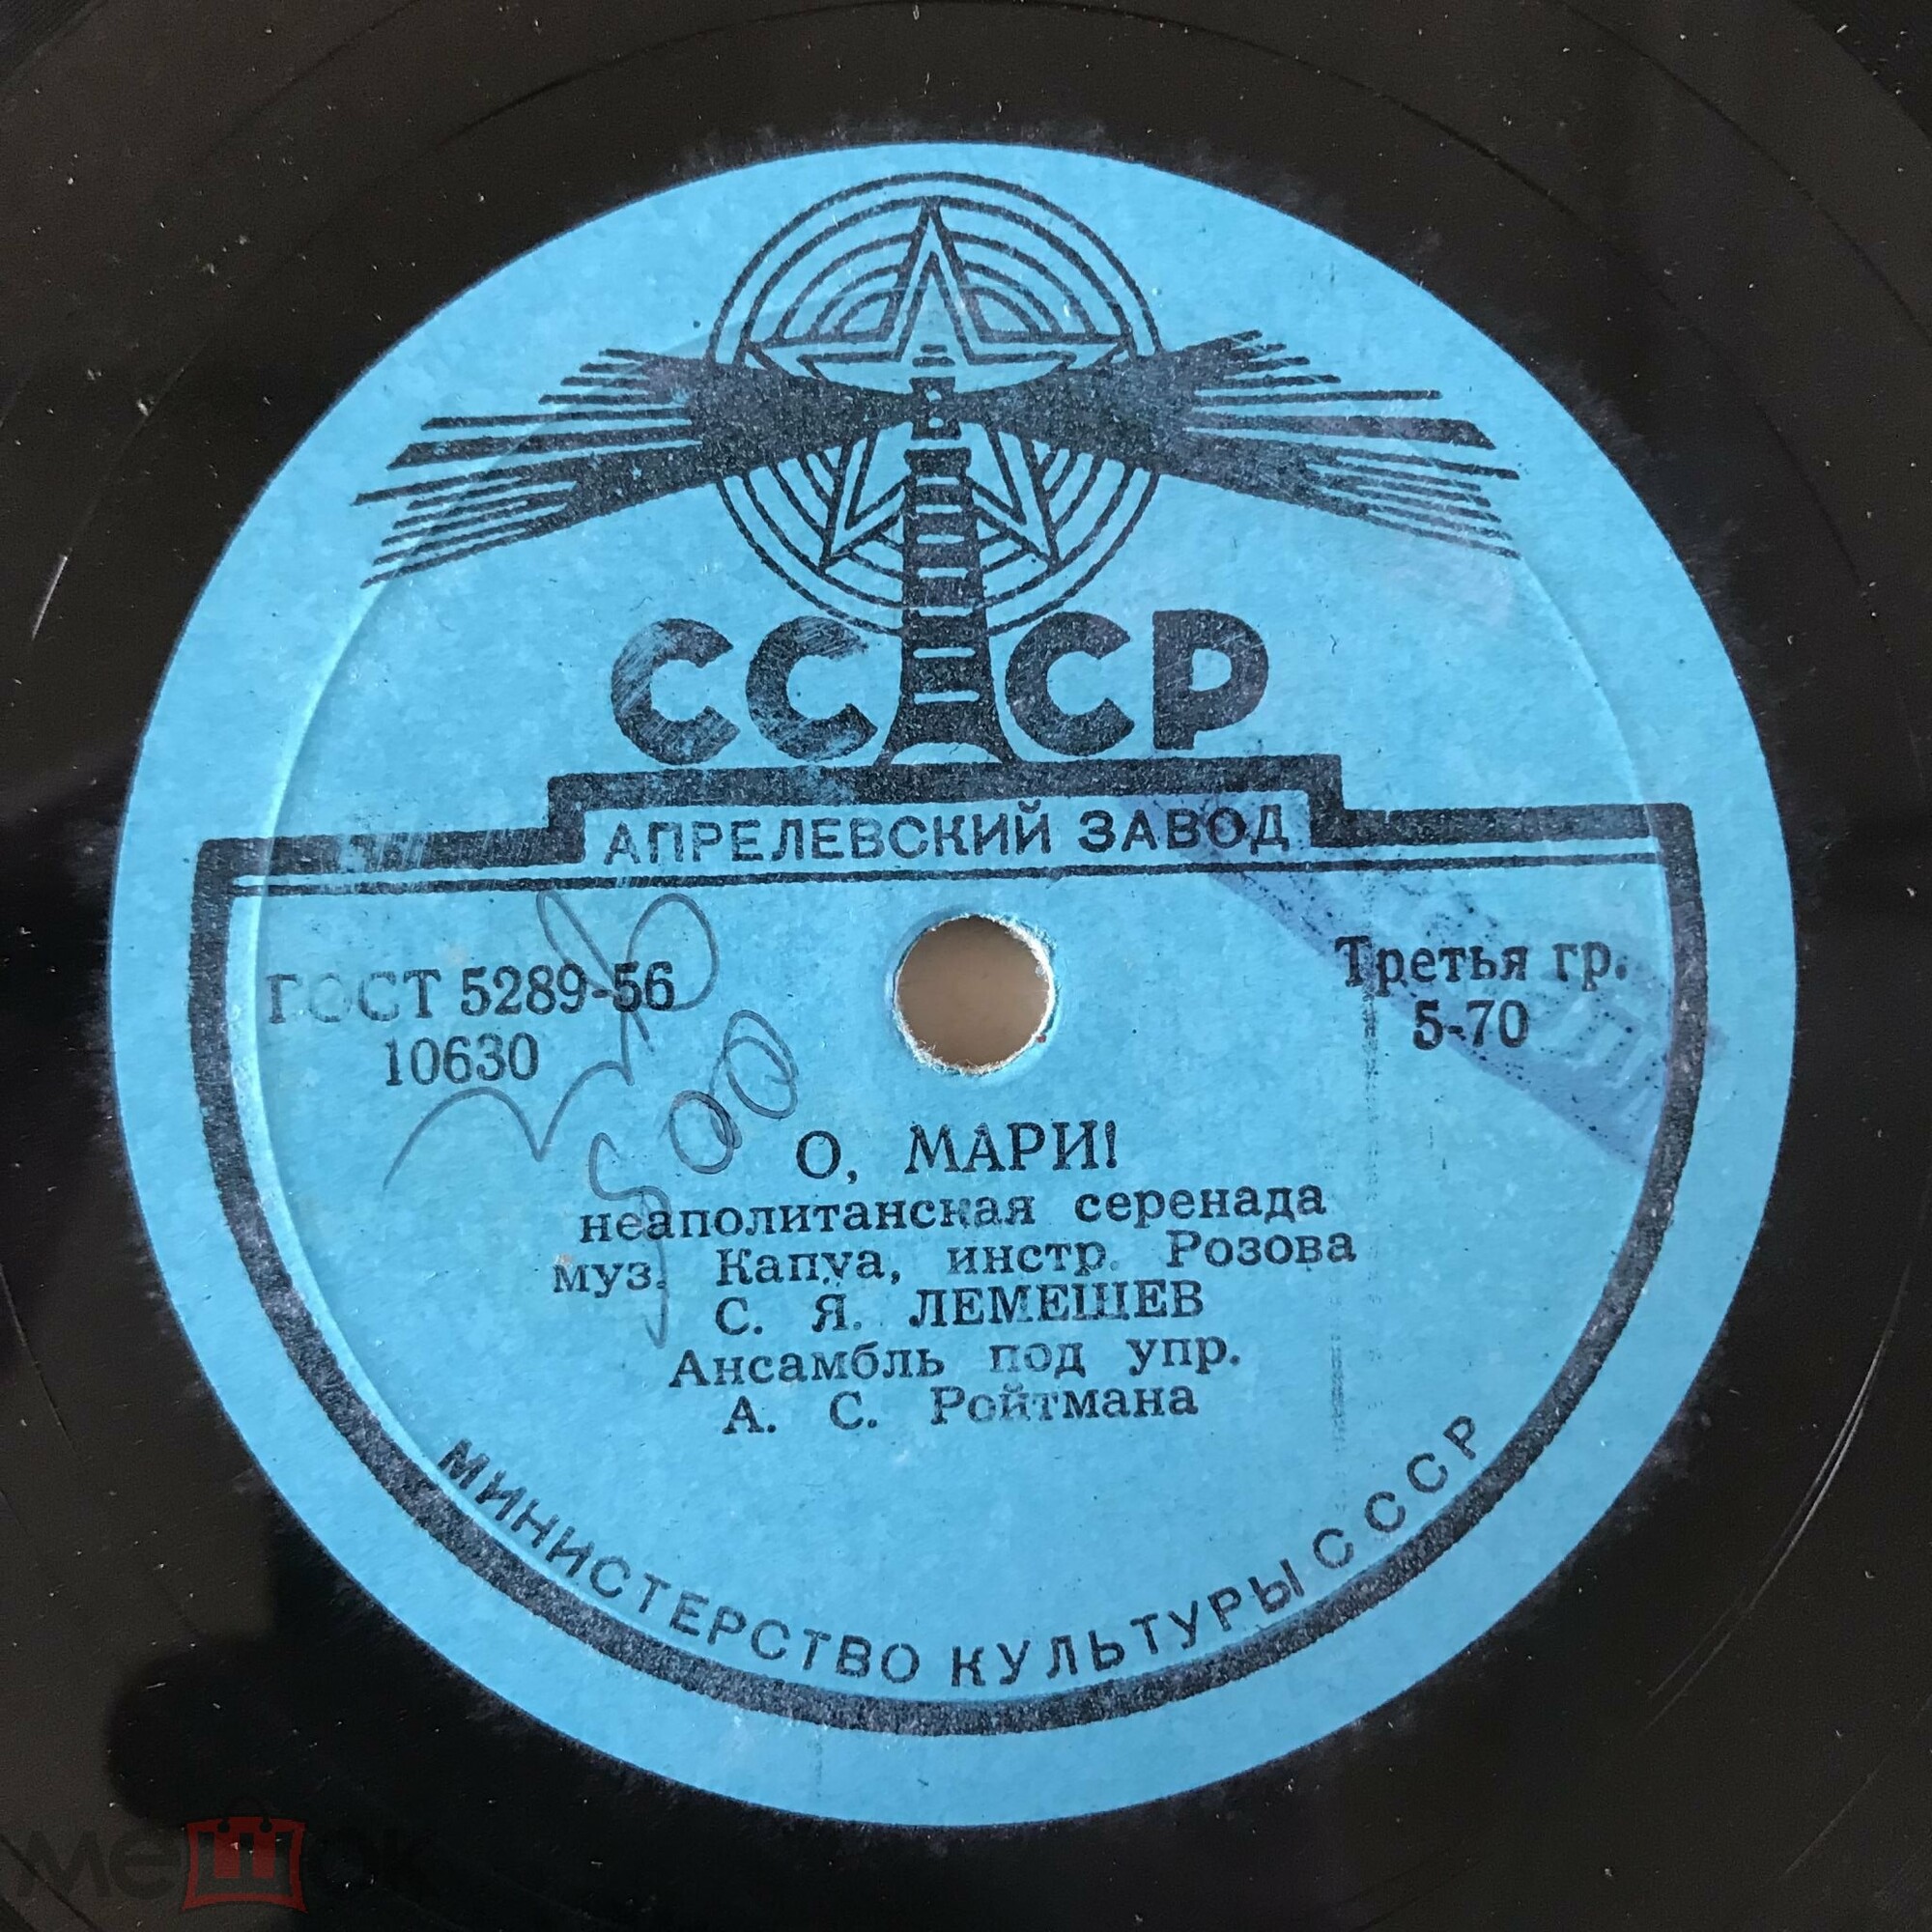 СССР
АПРЕЛЕВСКИЙ ЗАВОД
ГОСТ 5289-56
10630
Третья гр.
5-70
О, МАРИ!
неаполитанская серенада
муз. Капуа, инстр. Розова
С. Я. ЛЕМЕШЕВ
Ансамбль под упр.
А. С. Ройтмана
МИНИСТЕРСТВО КУЛЬТУРЫ СССР
мешок